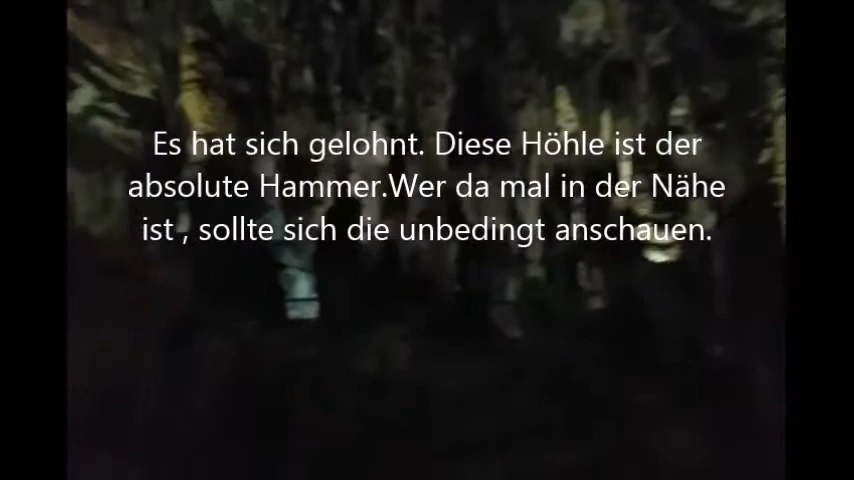 Es hat sich gelohnt. Diese Höhle ist der
absolute Hammer.Wer da mal in der Nähe
ist , sollte sich die unbedingt anschauen.